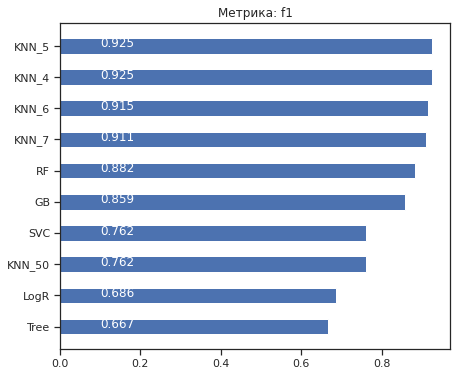 Метрика: f1
KNN_5 0.925
KNN_4 0.925
KNN_6 0.915
KNN_7 0.911
RF 0.882
GB 0.859
SVC 0.762
KNN_50 0.762
LogR 0.686
Tree 0.667
0.0 0.2 0.4 0.6 0.8